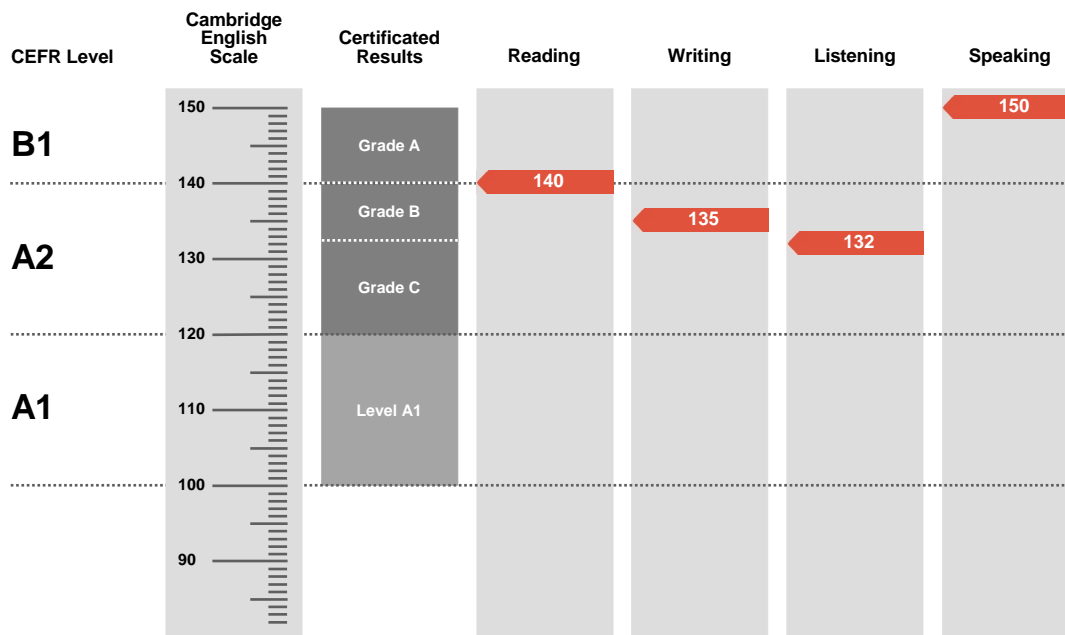 CEFR Level
Cambridge
English
Scale
Certificated
Results
Reading
Writing
Listening
Speaking
150
150
B1
Grade A
140
140
Grade B
135
132
A2
130
Grade C
120
A1
110
Level A1
100
90